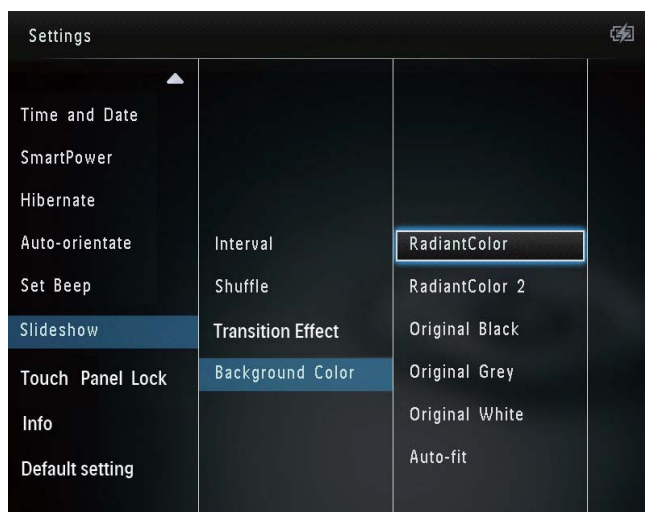 Settings
Time and Date
SmartPower
Hibernate
Auto-orientate
Set Beep
Slideshow
Touch Panel Lock
Info
Default setting
Interval
Shuffle
Transition Effect
Background Color
RadiantColor
RadiantColor 2
Original Black
Original Grey
Original White
Auto-fit